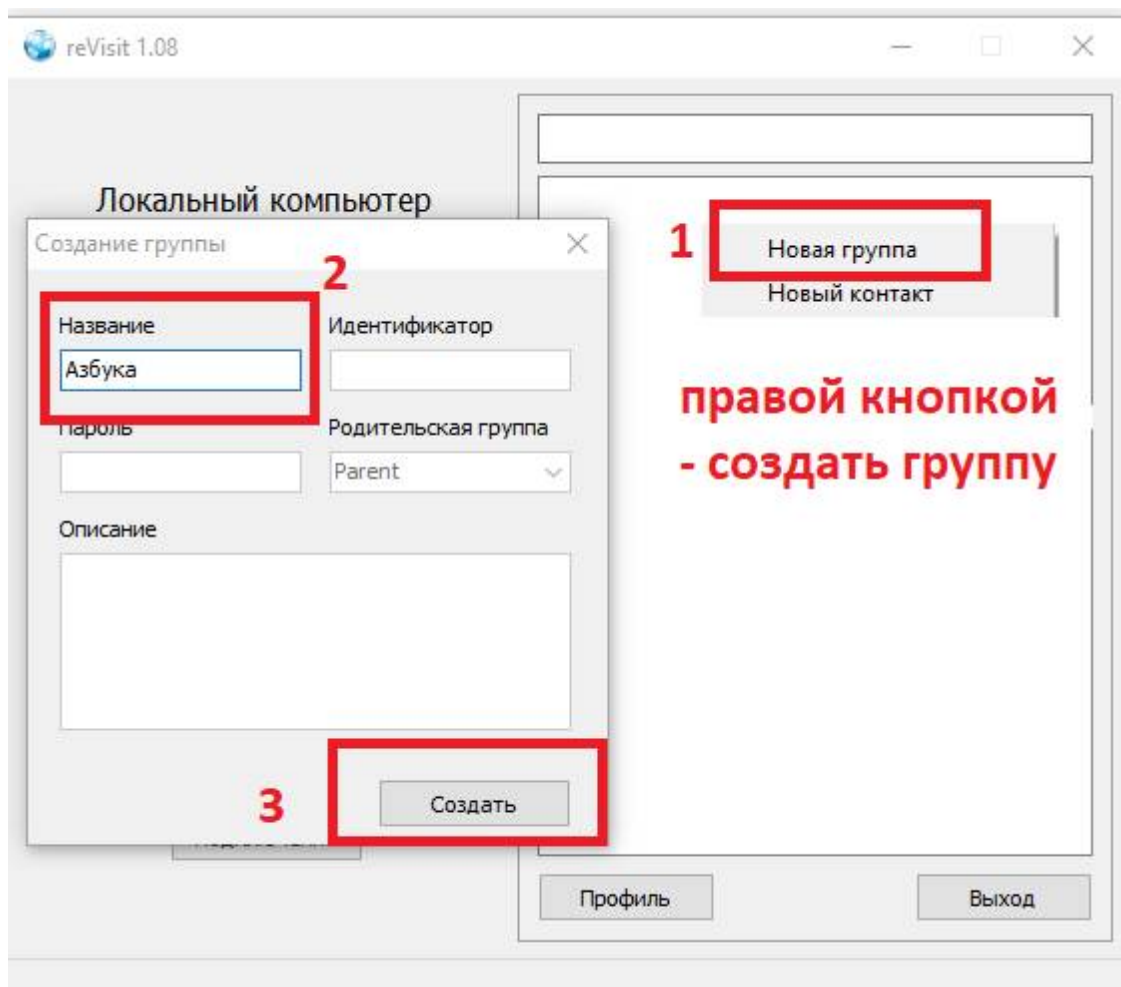 reVisit 1.08
Локальный компьютер
Создание группы
2
1
Новая группа
Новый контакт
Название
Идентификатор
Азбука
Пароль
Родительская группа
Parent
правой кнопкой
- создать группу
Описание
3
Создать
Профиль
Выход